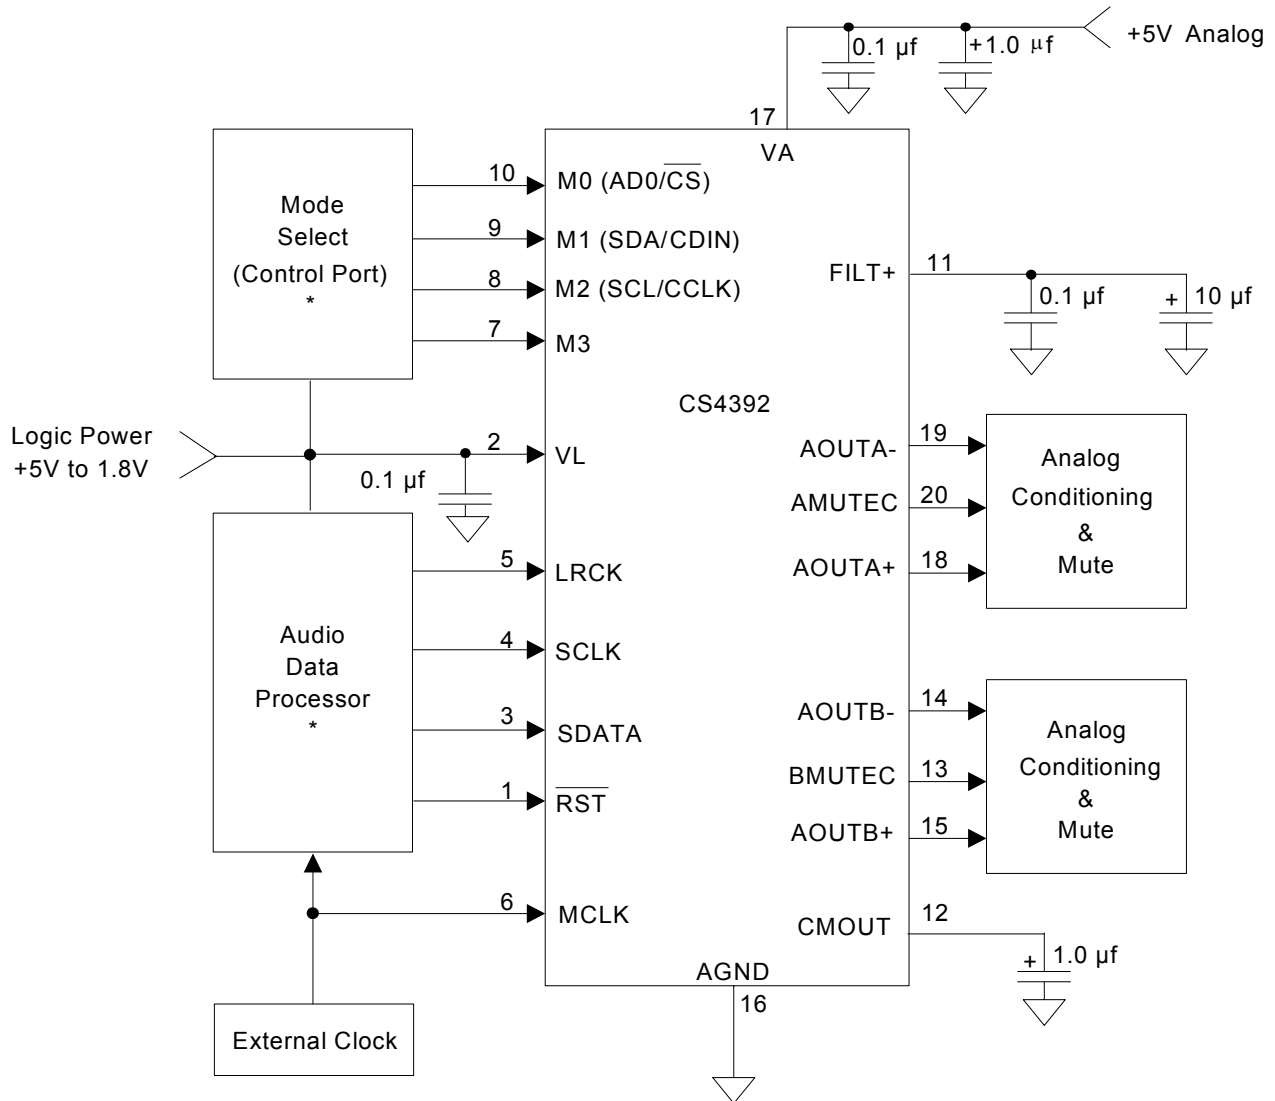 0.1 µf
+1.0 µf
+5V Analog
17
VA
Mode
Select
(Control Port)
*
10
M0 (AD0/C̅S̅)
9
M1 (SDA/CDIN)
8
M2 (SCL/CCLK)
7
M3
FILT+
11
0.1 µf
+ 10 µf
CS4392
Logic Power
+5V to 1.8V
2
VL
0.1 µf
AOUTA-
19
AMUTEC
20
AOUTA+
18
Analog
Conditioning
&
Mute
Audio
Data
Processor
*
5
LRCK
4
SCLK
3
SDATA
1
R̅S̅T̅
AOUTB-
14
BMUTEC
13
AOUTB+
15
Analog
Conditioning
&
Mute
6
MCLK
CMOUT
12
+ 1.0 µf
AGND
16
External Clock